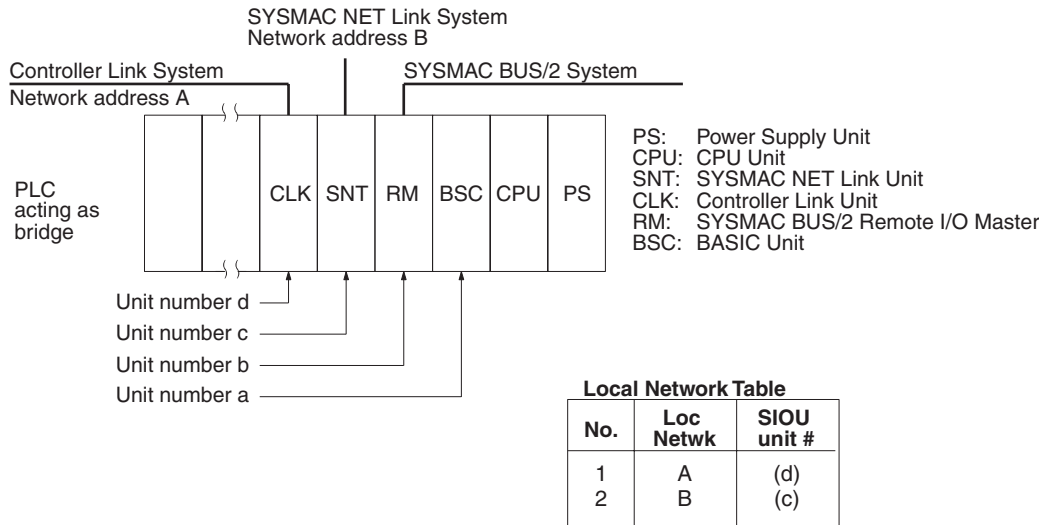 SYSMAC NET Link System
Network address B
Controller Link System
SYSMAC BUS/2 System
Network address A
PLC
acting as
bridge
CLK SNT RM BSC CPU PS
PS: Power Supply Unit
CPU: CPU Unit
SNT: SYSMAC NET Link Unit
CLK: Controller Link Unit
RM: SYSMAC BUS/2 Remote I/O Master
BSC: BASIC Unit
Unit number d
Unit number c
Unit number b
Unit number a
Local Network Table
No. Loc Netwk SIOU unit #
1 A (d)
2 B (c)